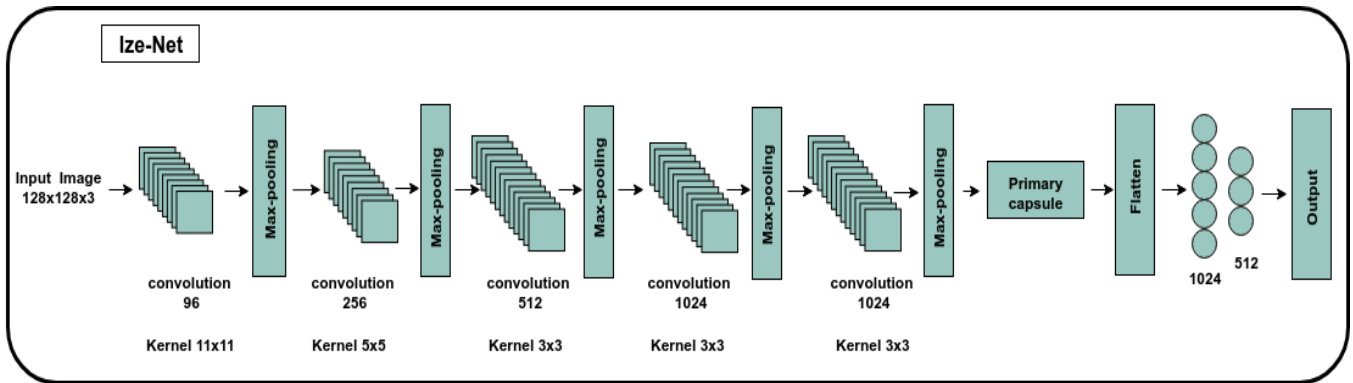 Ize-Net
Input Image
128x128x3
Max-pooling
Max-pooling
Max-pooling
Max-pooling
Max-pooling
Primary
capsule
Flatten
Output
convolution
96
Kernel 11x11
convolution
256
Kernel 5x5
convolution
512
Kernel 3x3
convolution
1024
Kernel 3x3
convolution
1024
Kernel 3x3
1024
512